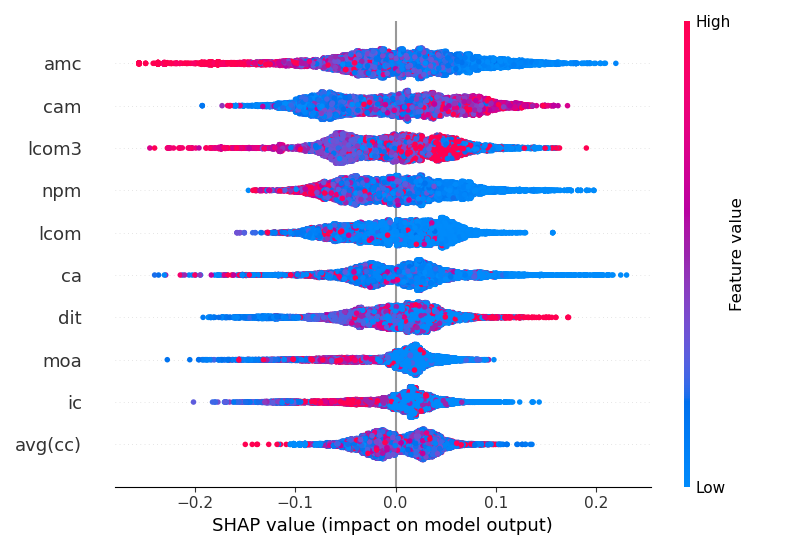 High
amc
cam
lcom3
npm
lcom
ca
dit
moa
ic
avg(cc)
Feature value
Low
−0.2 −0.1 0.0 0.1 0.2
SHAP value (impact on model output)